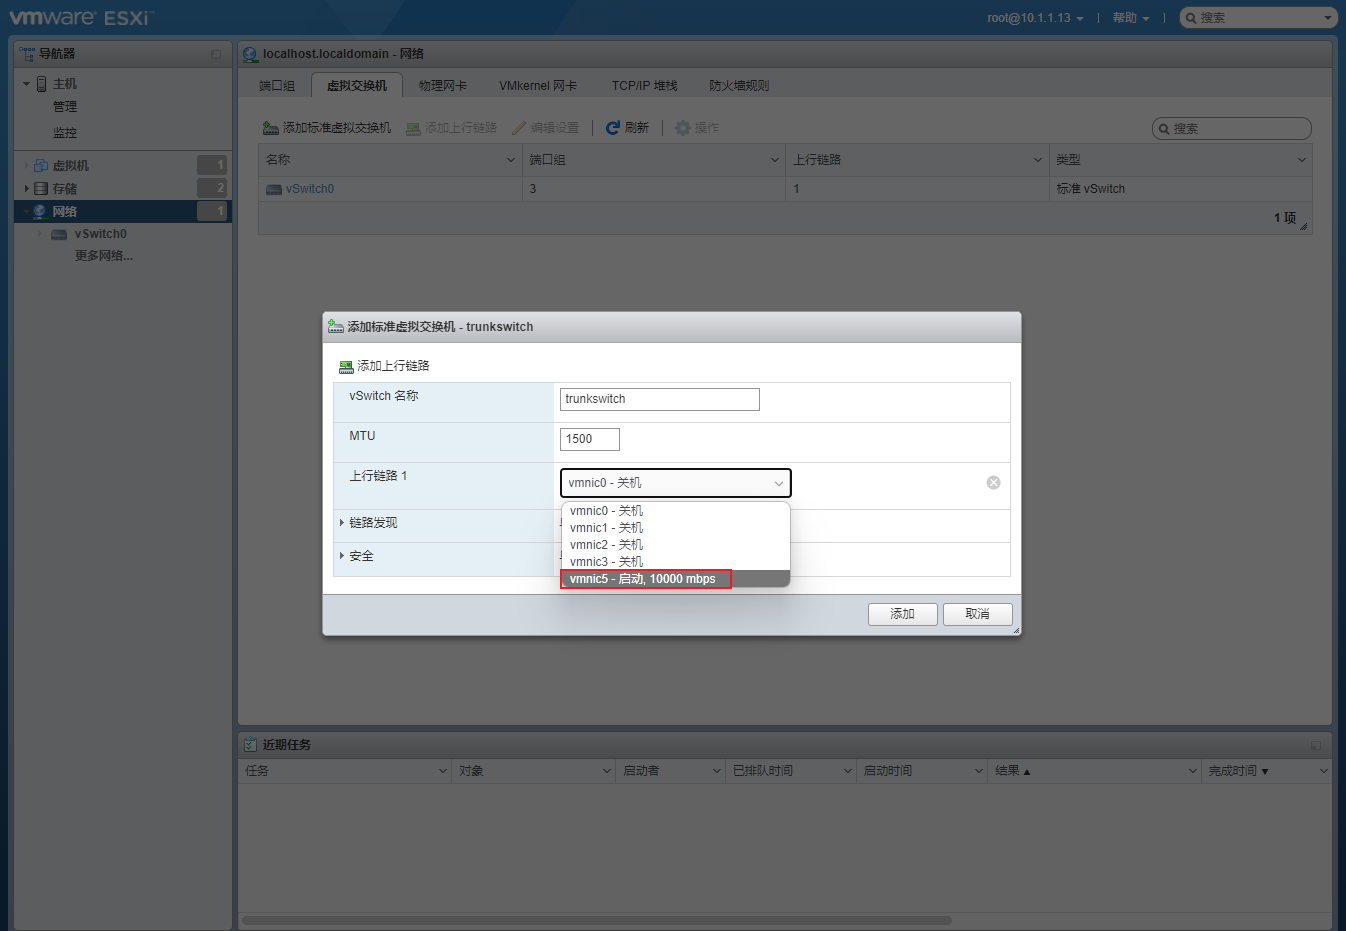 vmware ESXi™
root@10.1.1.13 | 帮助 | 搜索
导航器
主机
管理
监控
虚拟机 1
存储 2
网络 1
vSwitch0
更多网络...
localhost.localdomain - 网络
端口组 虚拟交换机 物理网卡 VMkernel 网卡 TCP/IP 堆栈 防火墙规则
添加标准虚拟交换机 添加上行链路 编辑设置 刷新 操作 搜索
名称 端口组 上行链路 类型
vSwitch0 3 1 标准 vSwitch
1 项
添加标准虚拟交换机 - trunkswitch
添加上行链路
vSwitch 名称 trunkswitch
MTU 1500
上行链路 1 vmnic0 - 关机
vmnic0 - 关机
vmnic1 - 关机
vmnic2 - 关机
vmnic3 - 关机
vmnic5 - 启动, 10000 mbps
链路发现
安全
添加 取消
近期任务
任务 对象 启动者 已排队时间 启动时间 结果▲ 完成时间▼